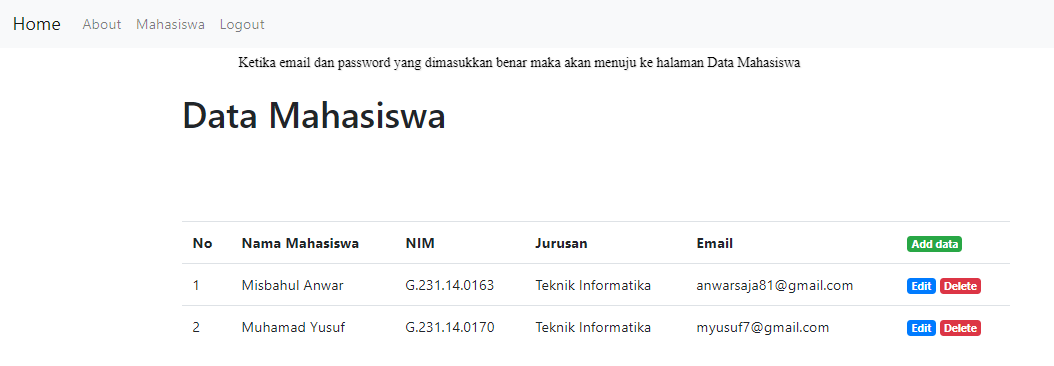 Home About Mahasiswa Logout
Ketika email dan password yang dimasukkan benar maka akan menuju ke halaman Data Mahasiswa
Data Mahasiswa
No Nama Mahasiswa NIM Jurusan Email Add data
1 Misbahul Anwar G.231.14.0163 Teknik Informatika anwarsaja81@gmail.com Edit Delete
2 Muhamad Yusuf G.231.14.0170 Teknik Informatika myusuf7@gmail.com Edit Delete